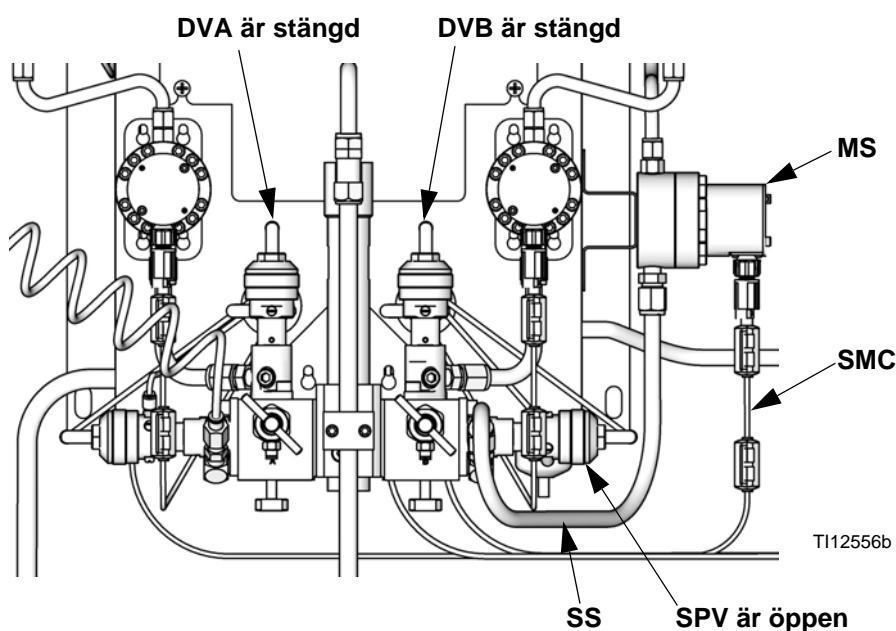 DVA är stängd
DVB är stängd
MS
SMC
TI12556b
SS
SPV är öppen